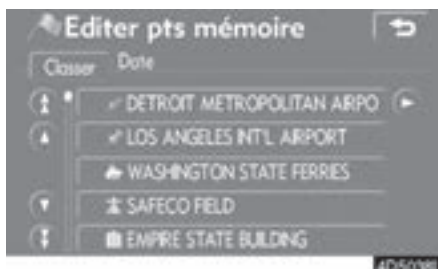 Editer pts mémoire
Classer Date
DETROIT METROPOLITAN AIRPO
LOS ANGELES INT'L AIRPORT
WASHINGTON STATE FERRIES
SAFECO FIELD
EMPIRE STATE BUILDING